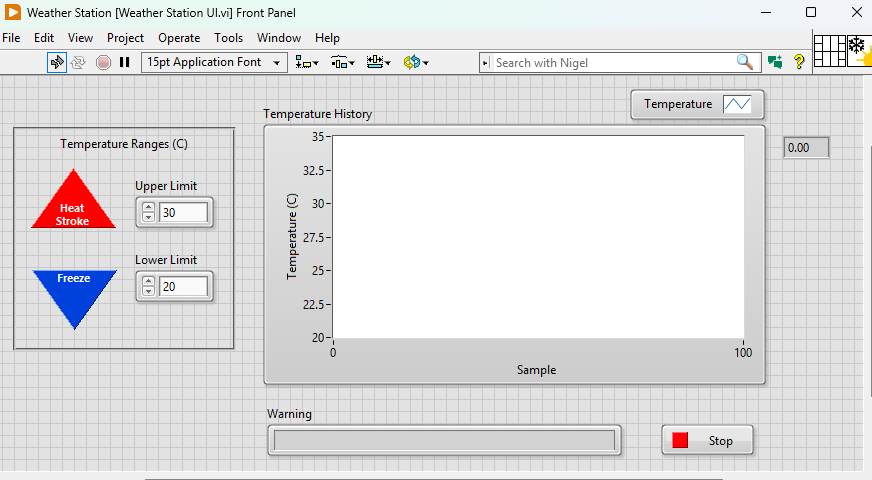 Weather Station [Weather Station UI.vi] Front Panel
File Edit View Project Operate Tools Window Help
15pt Application Font
Search with Nigel
?
Temperature
Temperature History
Temperature Ranges (C)
Upper Limit
30
Heat
Stroke
Lower Limit
20
Freeze
0.00
Temperature (C)
35
32.5
30
27.5
25
22.5
20
0 100
Sample
Warning
Stop